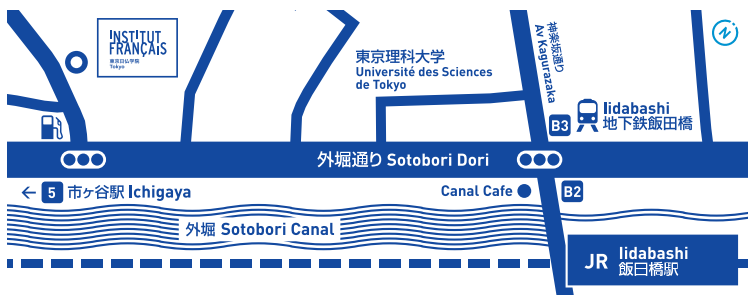 INSTITUT
FRANÇAIS
東京日仏学院
Tokyo
東京理科大学
Université des Sciences
de Tokyo
神楽坂通り
Av Kagurazaka
N
B3
Iidabashi
地下鉄飯田橋
外堀通り Sotobori Dori
← 5 市ヶ谷駅 Ichigaya
Canal Cafe
B2
外堀 Sotobori Canal
JR
Iidabashi
飯田橋駅